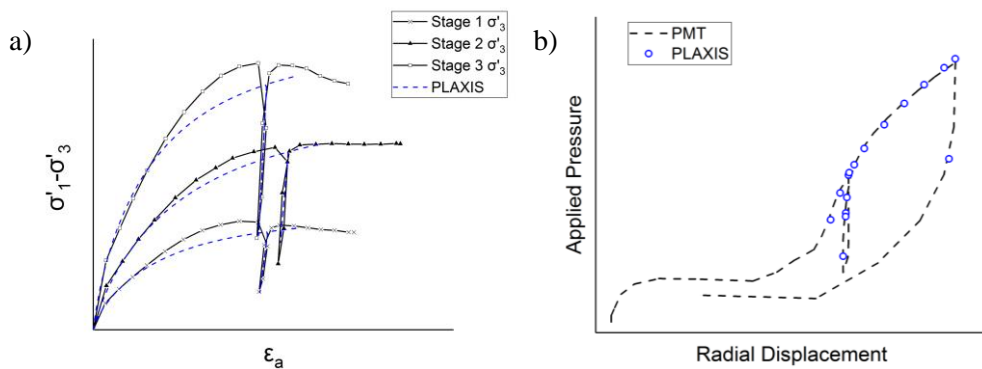 a)
Stage 1 σ'3
Stage 2 σ'3
Stage 3 σ'3
PLAXIS
σ'1-σ'3
εa
b)
PMT
PLAXIS
Applied Pressure
Radial Displacement